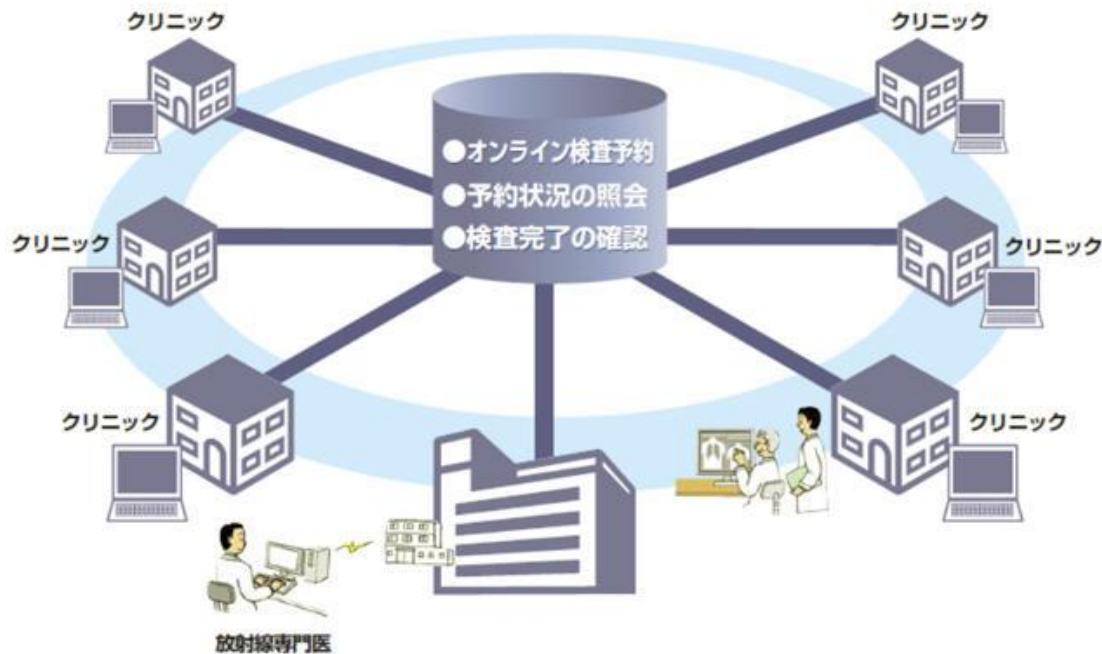 クリニック
クリニック
●オンライン検査予約
●予約状況の照会
●検査完了の確認
クリニック
クリニック
クリニック
クリニック
放射線専門医